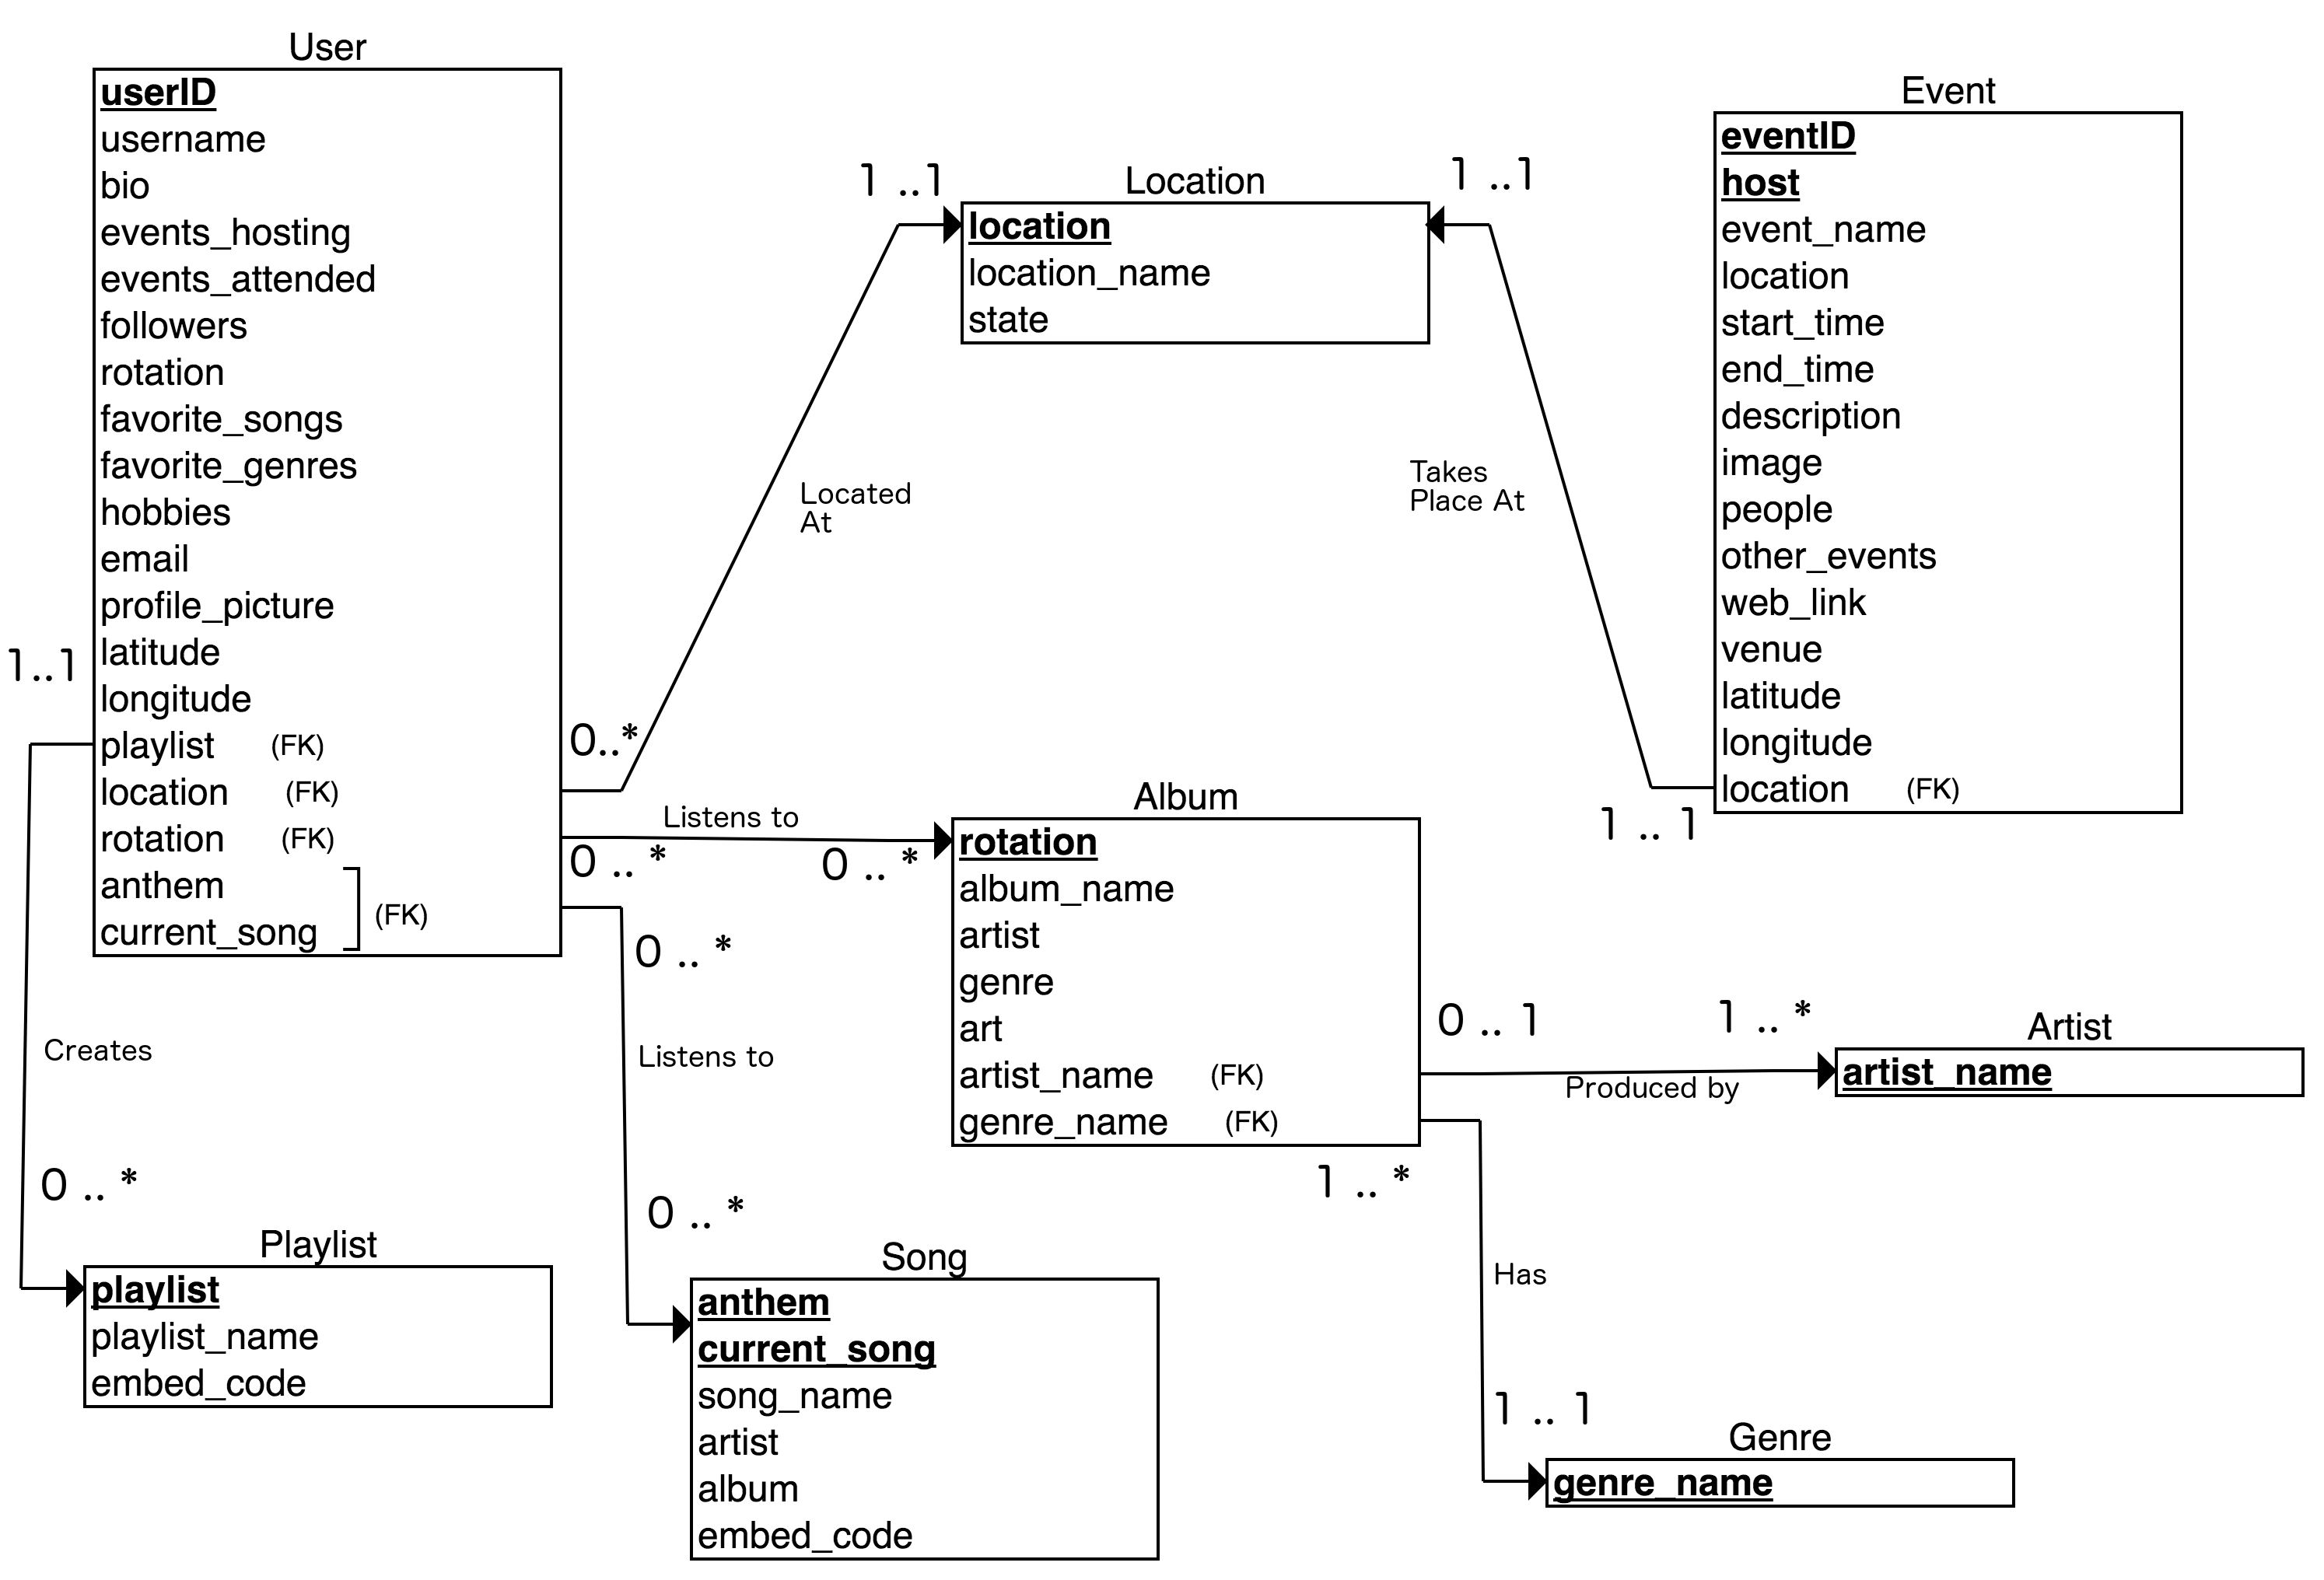 User
userID
username
bio
events_hosting
events_attended
followers
rotation
favorite_songs
favorite_genres
hobbies
email
profile_picture
latitude
longitude
playlist (FK)
location (FK)
rotation (FK)
anthem
current_song
(FK)
1..1
Creates
0 .. *
Playlist
playlist
playlist_name
embed_code
0..*
Located
At
1 ..1
Location
location
location_name
state
1 ..1
Takes
Place At
1 .. 1
Event
eventID
host
event_name
location
start_time
end_time
description
image
people
other_events
web_link
venue
latitude
longitude
location (FK)
Listens to
0 .. *
0 .. *
Album
rotation
album_name
artist
genre
art
artist_name (FK)
genre_name (FK)
0 .. *
Listens to
0 .. *
Song
anthem
current_song
song_name
artist
album
embed_code
0 .. 1
1 .. *
Produced by
Artist
artist_name
1 .. *
Has
1 .. 1
Genre
genre_name